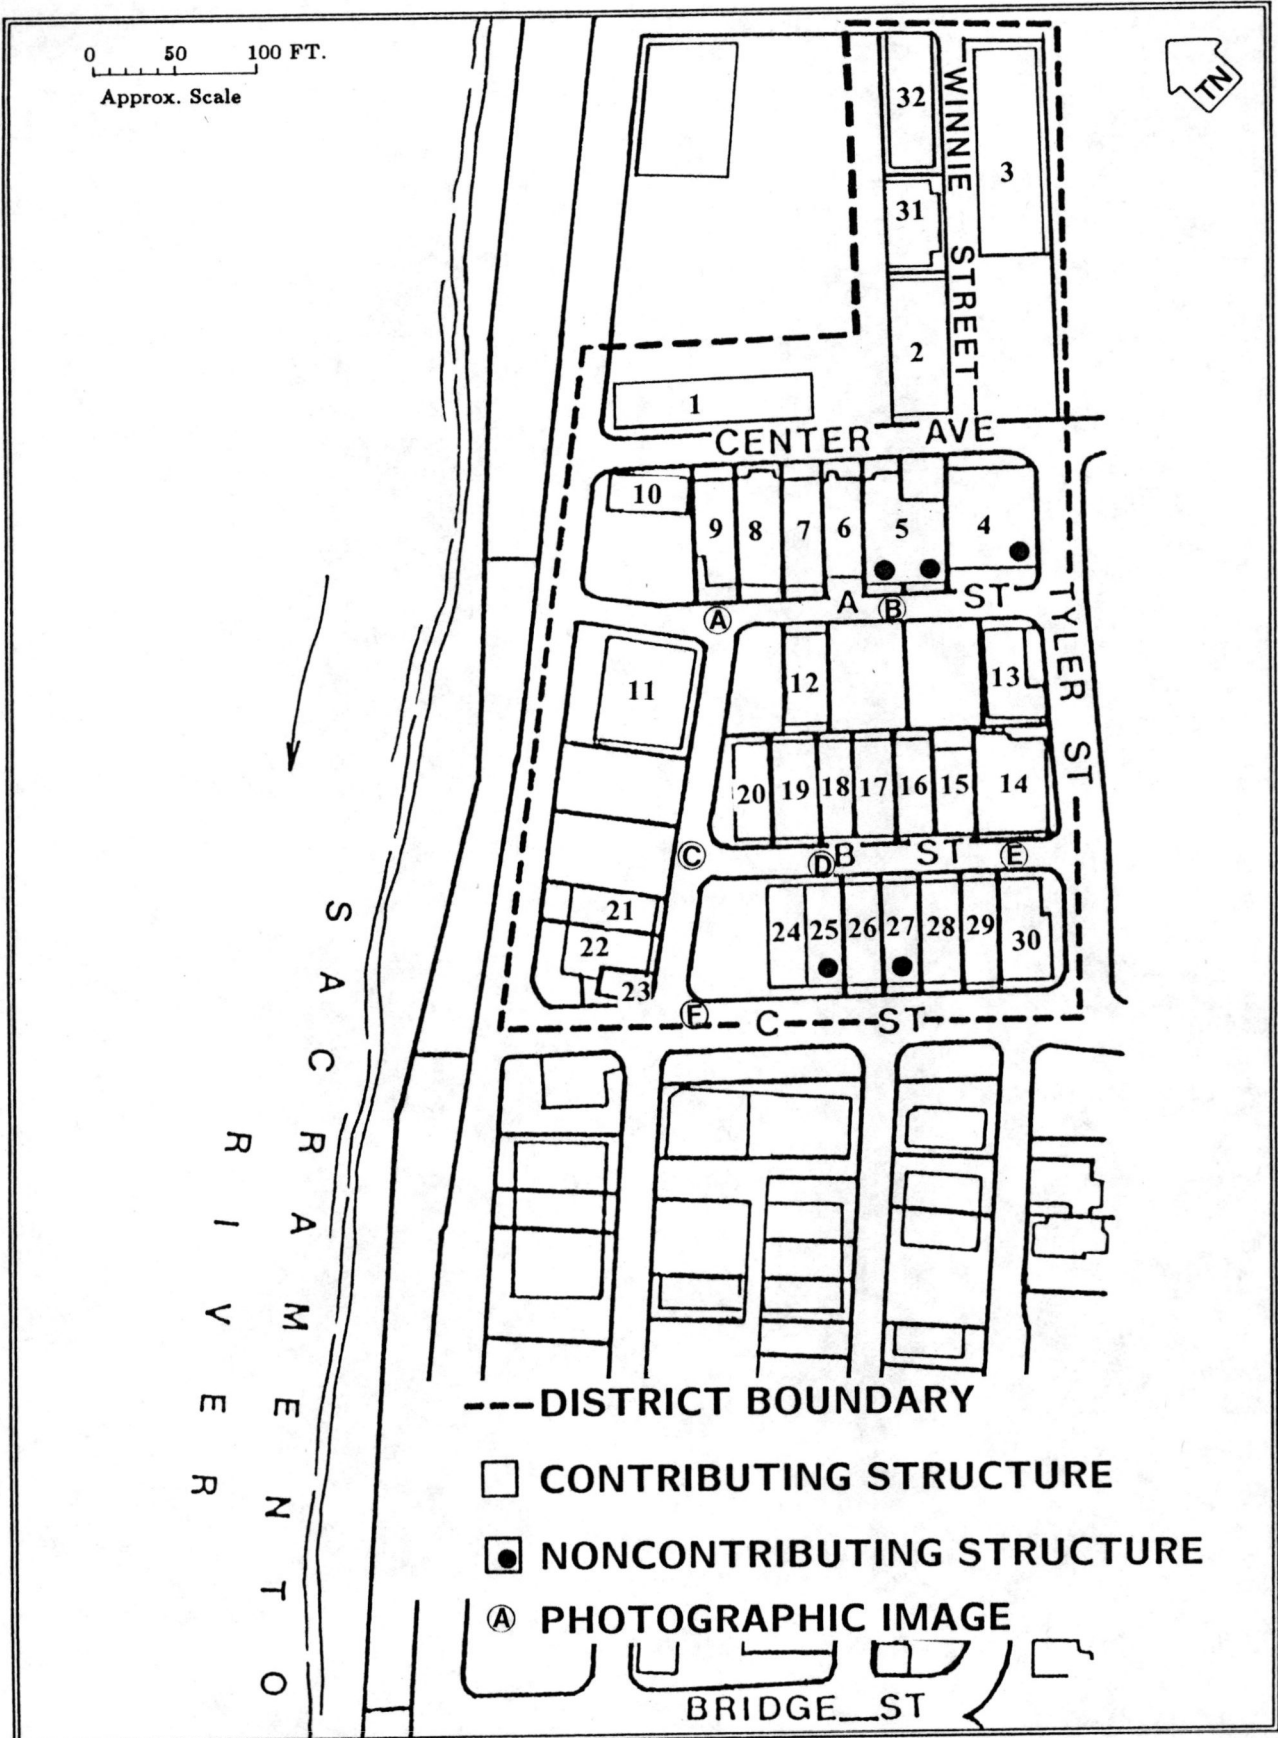 0 50 100 FT.
Approx. Scale
TN
32
WINNIE STREET
3
31
2
1
CENTER AVE
10
9 8 7 6 5 4
A ST
A
B
TYLER ST
11
12
13
20 19 18 17 16 15 14
C
D
B ST
E
21
22
23
24 25 26 27 28 29 30
F
C ST
SACRAMENTO
RIVER
DISTRICT BOUNDARY
CONTRIBUTING STRUCTURE
NONCONTRIBUTING STRUCTURE
A PHOTOGRAPHIC IMAGE
BRIDGE ST